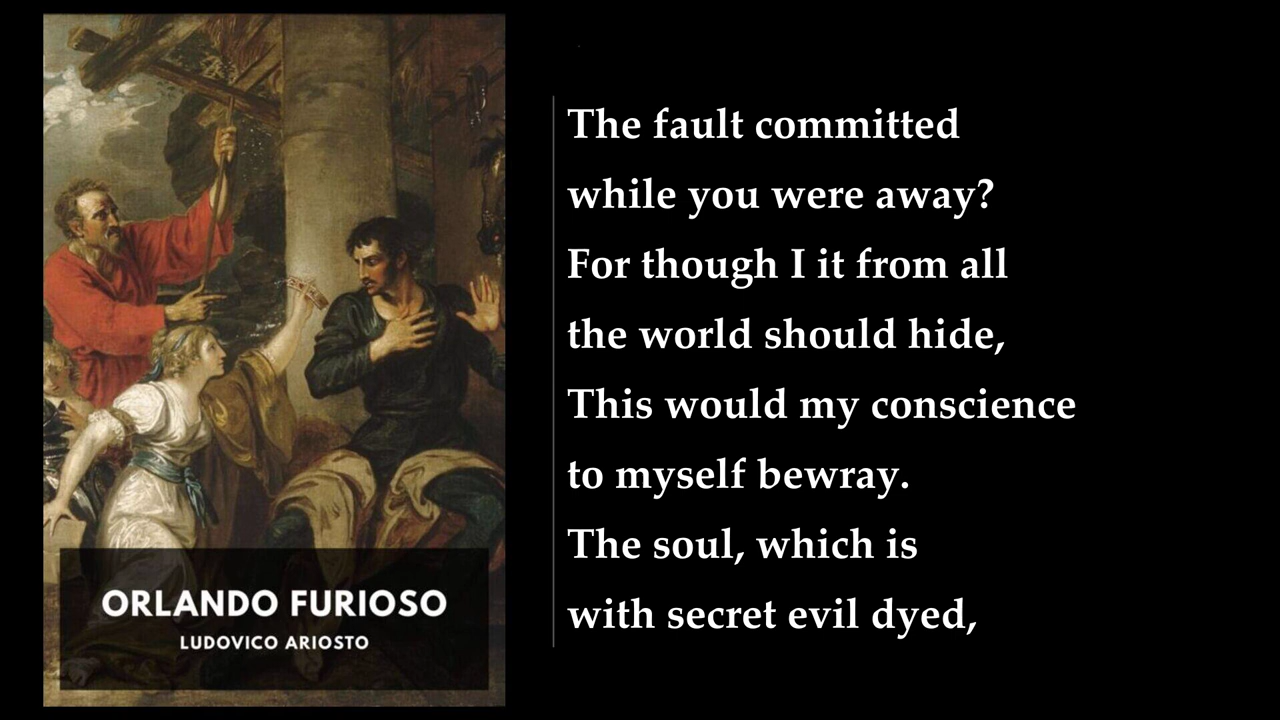 ORLANDO FURIOSO
LUDOVICO ARIOSTO
The fault committed
while you were away?
For though I it from all
the world should hide,
This would my conscience
to myself bewray.
The soul, which is
with secret evil dyed,